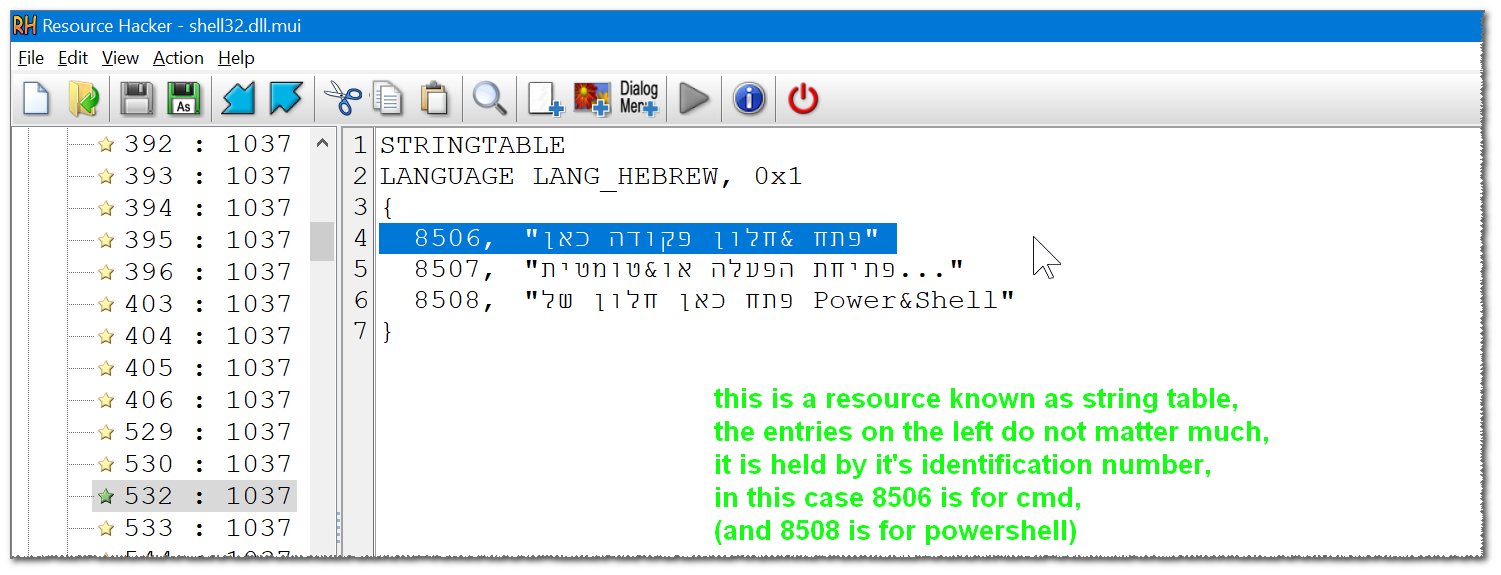 Resource Hacker - shell32.dll.mui
File Edit View Action Help
As
Dialog
Menu
392 : 1037
393 : 1037
394 : 1037
395 : 1037
396 : 1037
403 : 1037
404 : 1037
405 : 1037
406 : 1037
529 : 1037
530 : 1037
532 : 1037
533 : 1037
1 STRINGTABLE
2 LANGUAGE LANG_HEBREW, 0x1
3 {
4 8506, "פתח &חלון פקודה כאן"
5 8507, "פתיחת הפעלה או&טומטית..."
6 8508, "פתח כאן חלון של Power&Shell"
7 }
this is a resource known as string table,
the entries on the left do not matter much,
it is held by it's identification number,
in this case 8506 is for cmd,
(and 8508 is for powershell)